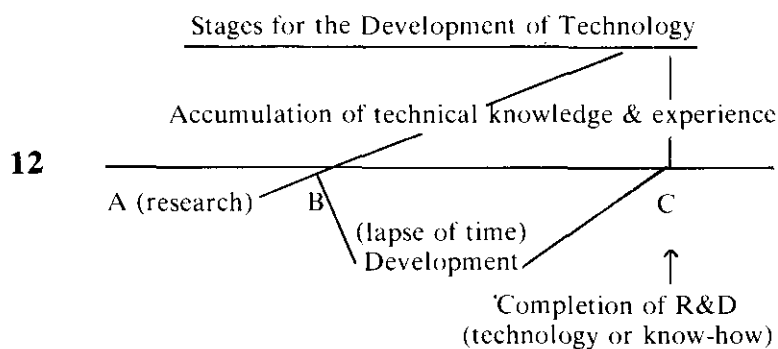 Stages for the Development of Technology
Accumulation of technical knowledge & experience
12
A (research)
B
C
(lapse of time)
Development
↑
Completion of R&D
(technology or know-how)